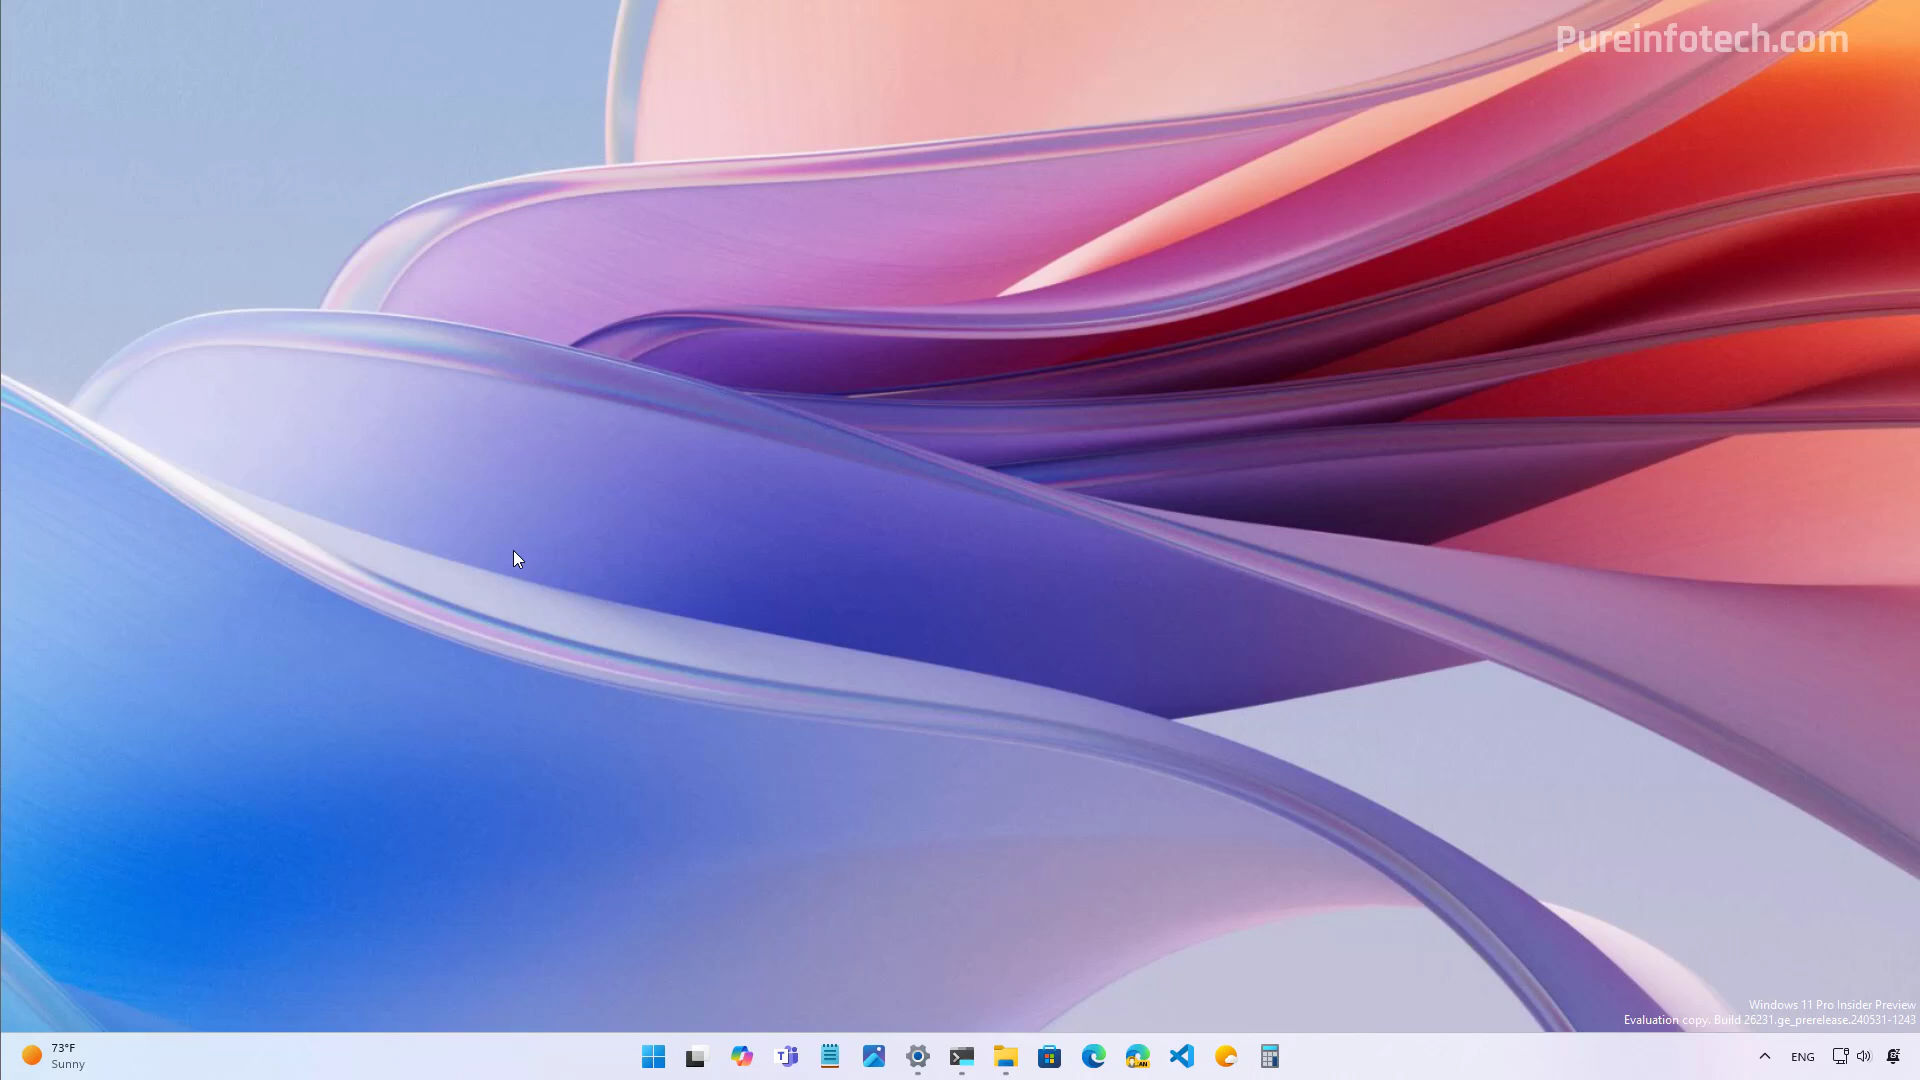 Pureinfotech.com
Windows 11 Pro Insider Preview
Evaluation copy. Build 26231.ge_prerelease.240531-1243
73°F
Sunny
ENG